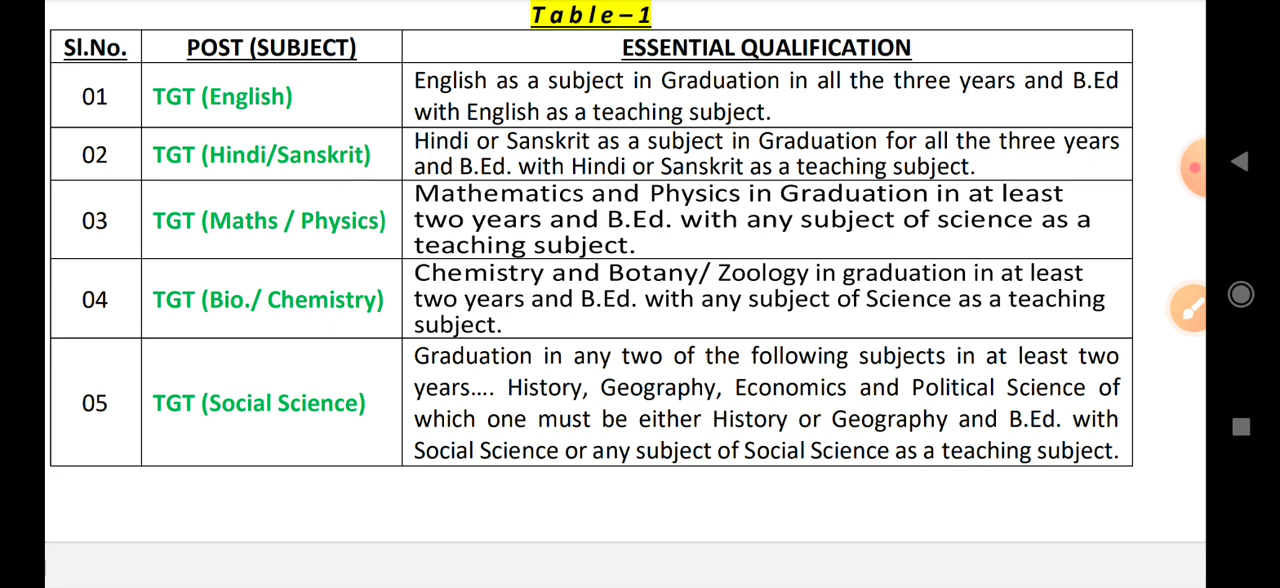 Table–1
Sl.No. POST (SUBJECT) ESSENTIAL QUALIFICATION
01 TGT (English) English as a subject in Graduation in all the three years and B.Ed
with English as a teaching subject.
02 TGT (Hindi/Sanskrit) Hindi or Sanskrit as a subject in Graduation for all the three years
and B.Ed. with Hindi or Sanskrit as a teaching subject.
03 TGT (Maths / Physics) Mathematics and Physics in Graduation in at least
two years and B.Ed. with any subject of science as a
teaching subject.
04 TGT (Bio./ Chemistry) Chemistry and Botany/ Zoology in graduation in at least
two years and B.Ed. with any subject of Science as a teaching
subject.
05 TGT (Social Science) Graduation in any two of the following subjects in at least two
years.... History, Geography, Economics and Political Science of
which one must be either History or Geography and B.Ed. with
Social Science or any subject of Social Science as a teaching subject.